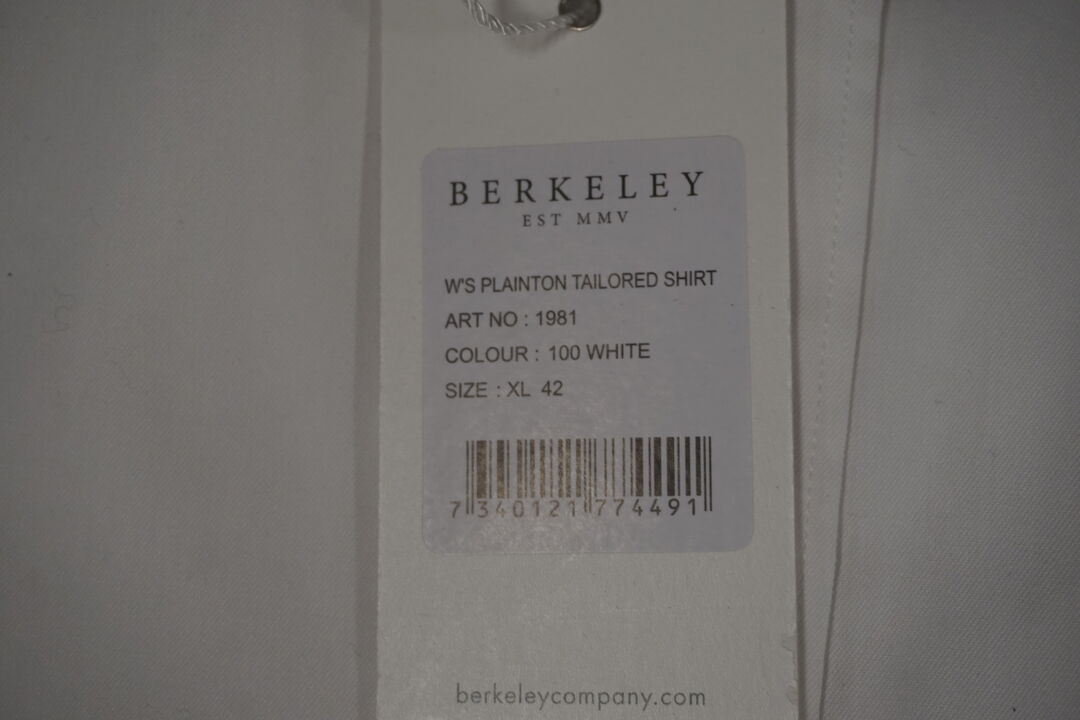 BERKELEY
EST MMV
W'S PLAINTON TAILORED SHIRT
ART NO : 1981
COLOUR : 100 WHITE
SIZE : XL 42
7 340121 774491
berkeleycompany.com